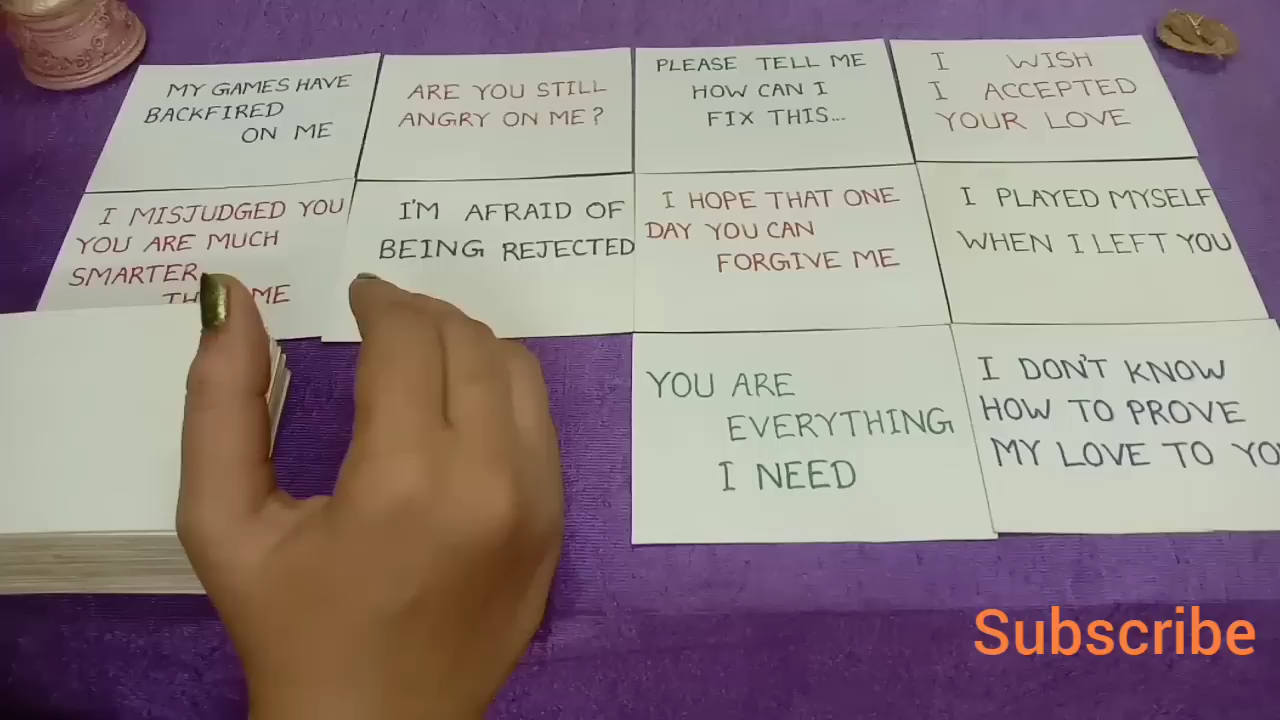 MY GAMES HAVE
BACKFIRED
ON ME
ARE YOU STILL
ANGRY ON ME?
PLEASE TELL ME
HOW CAN I
FIX THIS...
I WISH
I ACCEPTED
YOUR LOVE
I MISJUDGED YOU
YOU ARE MUCH
SMARTER
ME
I'M AFRAID OF
BEING REJECTED
I HOPE THAT ONE
DAY YOU CAN
FORGIVE ME
I PLAYED MYSELF
WHEN I LEFT YOU
YOU ARE
EVERYTHING
I NEED
I DON'T KNOW
HOW TO PROVE
MY LOVE TO
Subscribe